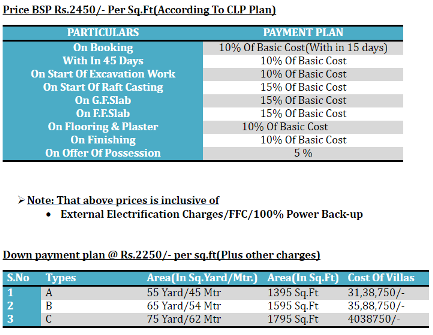 Price BSP Rs.2450/- Per Sq.Ft(According To CLP Plan)
PARTICULARS PAYMENT PLAN
On Booking 10% Of Basic Cost(With in 15 days)
With In 45 Days 10% Of Basic Cost
On Start Of Excavation Work 10% Of Basic Cost
On Start Of Raft Casting 15% Of Basic Cost
On G.F.Slab 15% Of Basic Cost
On F.F.Slab 15% Of Basic Cost
On Flooring & Plaster 10% Of Basic Cost
On Finishing 10% Of Basic Cost
On Offer Of Possession 5 %
➤ Note: That above prices is inclusive of
• External Electrification Charges/FFC/100% Power Back-up
Down payment plan @ Rs.2250/- per sq.ft(Plus other charges)
S.No Types Area(In Sq.Yard/Mtr.) Area(In Sq.Ft) Cost Of Villas
1 A 55 Yard/45 Mtr 1395 Sq.Ft 31,38,750/-
2 B 65 Yard/54 Mtr 1595 Sq.Ft 35,88,750/-
3 C 75 Yard/62 Mtr 1795 Sq.Ft 4038750/-